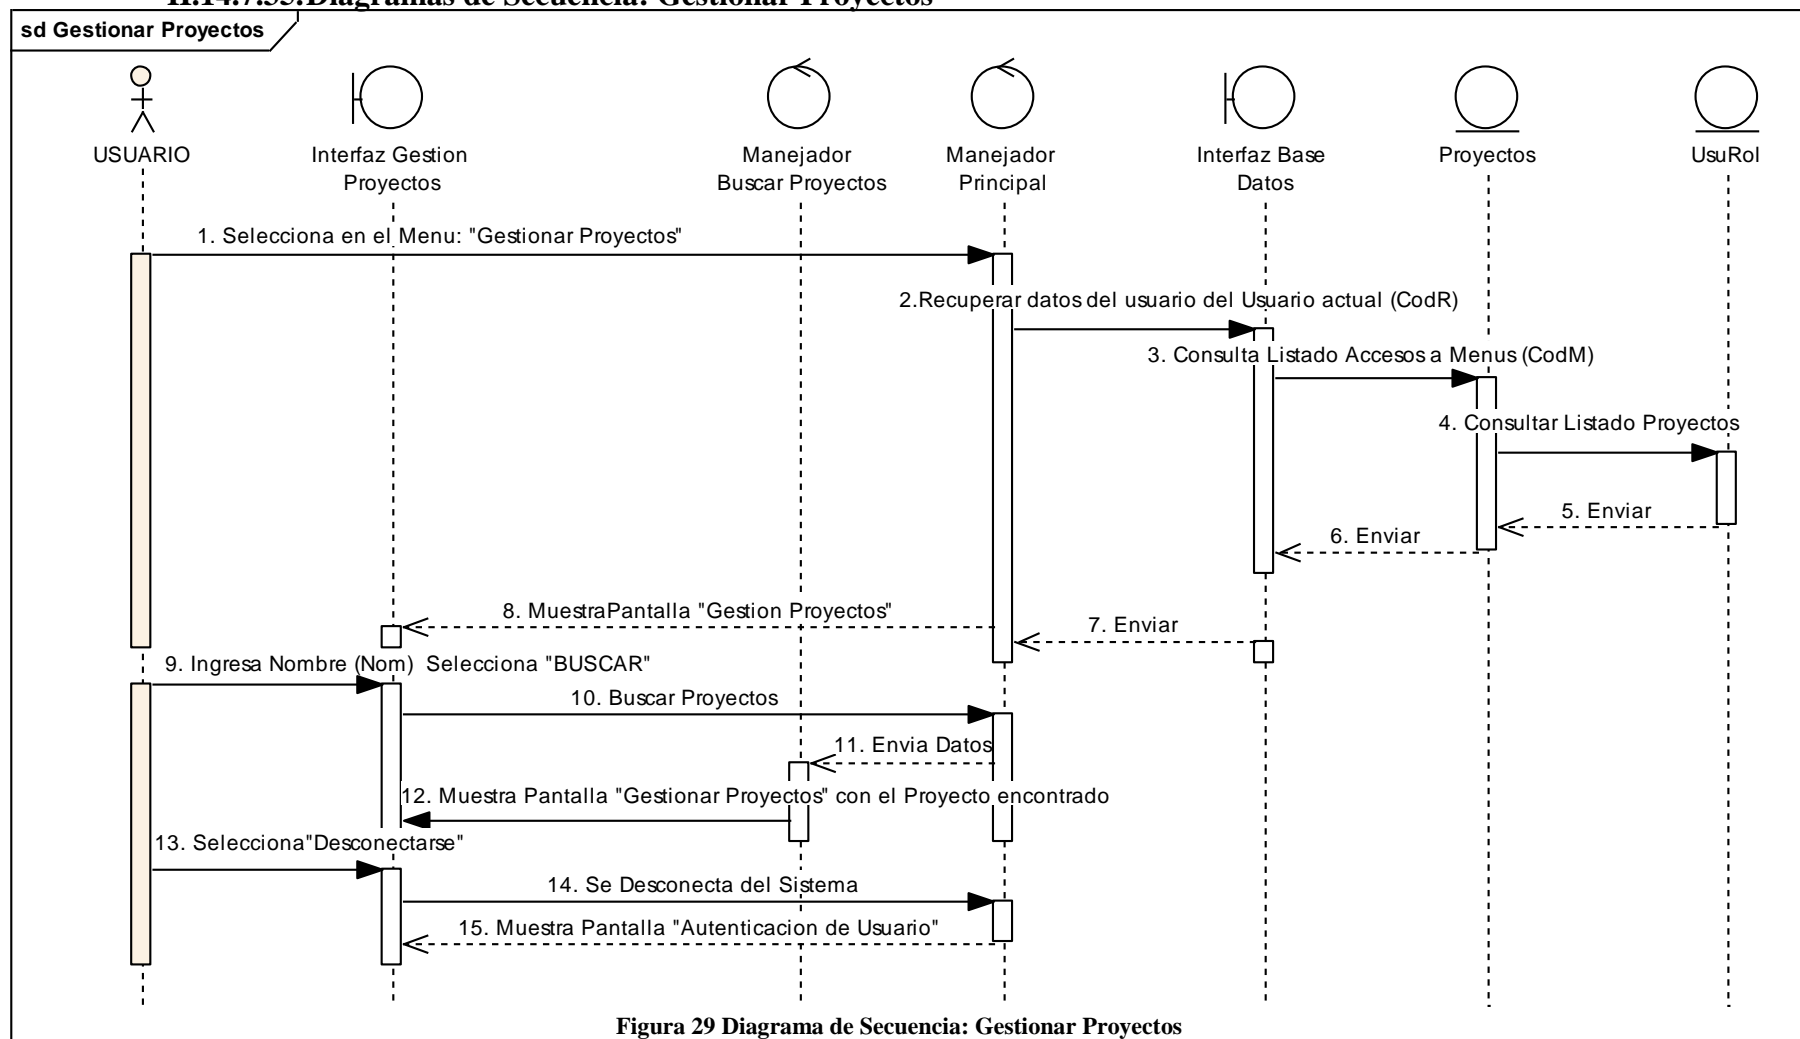 II.14.7.35.Diagramas de Secuencia: Gestionar Proyectos
sd Gestionar Proyectos
USUARIO
Interfaz Gestion
Proyectos
Manejador
Buscar Proyectos
Manejador
Principal
Interfaz Base
Datos
Proyectos
UsuRol
1. Selecciona en el Menu: "Gestionar Proyectos"
2.Recuperar datos del usuario del Usuario actual (CodR)
3. Consulta Listado Accesos a Menus (CodM)
4. Consultar Listado Proyectos
5. Enviar
6. Enviar
7. Enviar
8. MuestraPantalla "Gestion Proyectos"
9. Ingresa Nombre (Nom)  Selecciona "BUSCAR"
10. Buscar Proyectos
11. Envia Datos
12. Muestra Pantalla "Gestionar Proyectos" con el Proyecto encontrado
13. Selecciona"Desconectarse"
14. Se Desconecta del Sistema
15. Muestra Pantalla "Autenticacion de Usuario"
Figura 29 Diagrama de Secuencia: Gestionar Proyectos